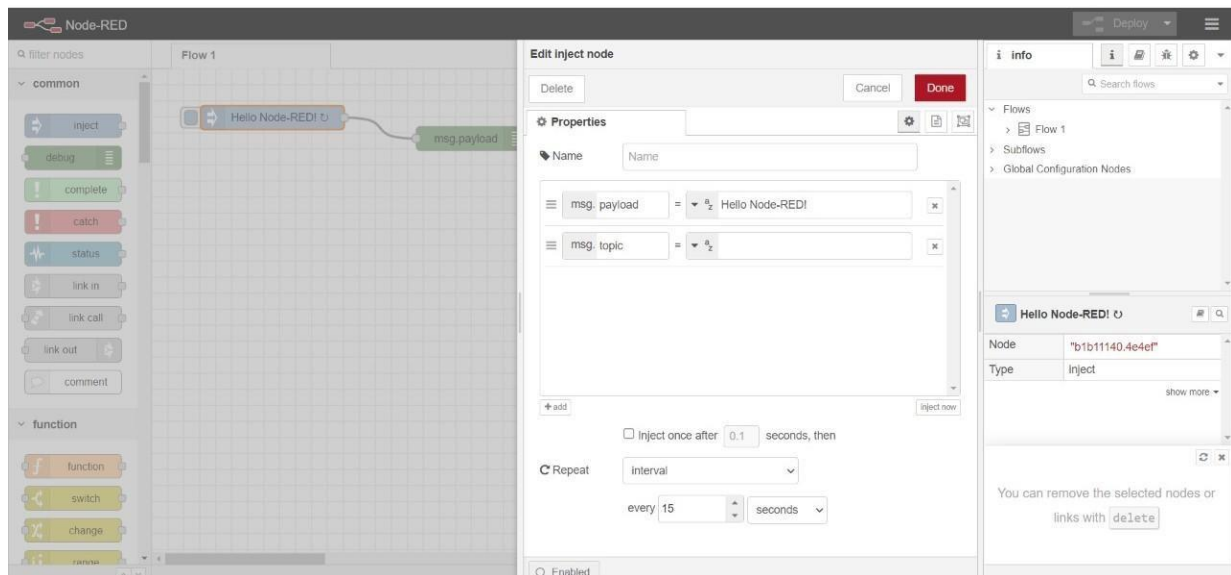 Node-RED
Deploy
filter nodes
common
inject
debug
complete
catch
status
link in
link call
link out
comment
function
function
switch
change
range
Flow 1
Hello Node-RED! ↻
msg.payload
Edit inject node
Delete
Cancel
Done
Properties
Name
Name
msg. payload = a z Hello Node-RED!
msg. topic = a z
+ add
inject now
Inject once after 0.1 seconds, then
Repeat
interval
every 15 seconds
Enabled
i info
i
Search flows
Flows
Flow 1
Subflows
Global Configuration Nodes
Hello Node-RED! ↻
Node "b1b11140.4e4ef"
Type inject
show more
You can remove the selected nodes or
links with delete